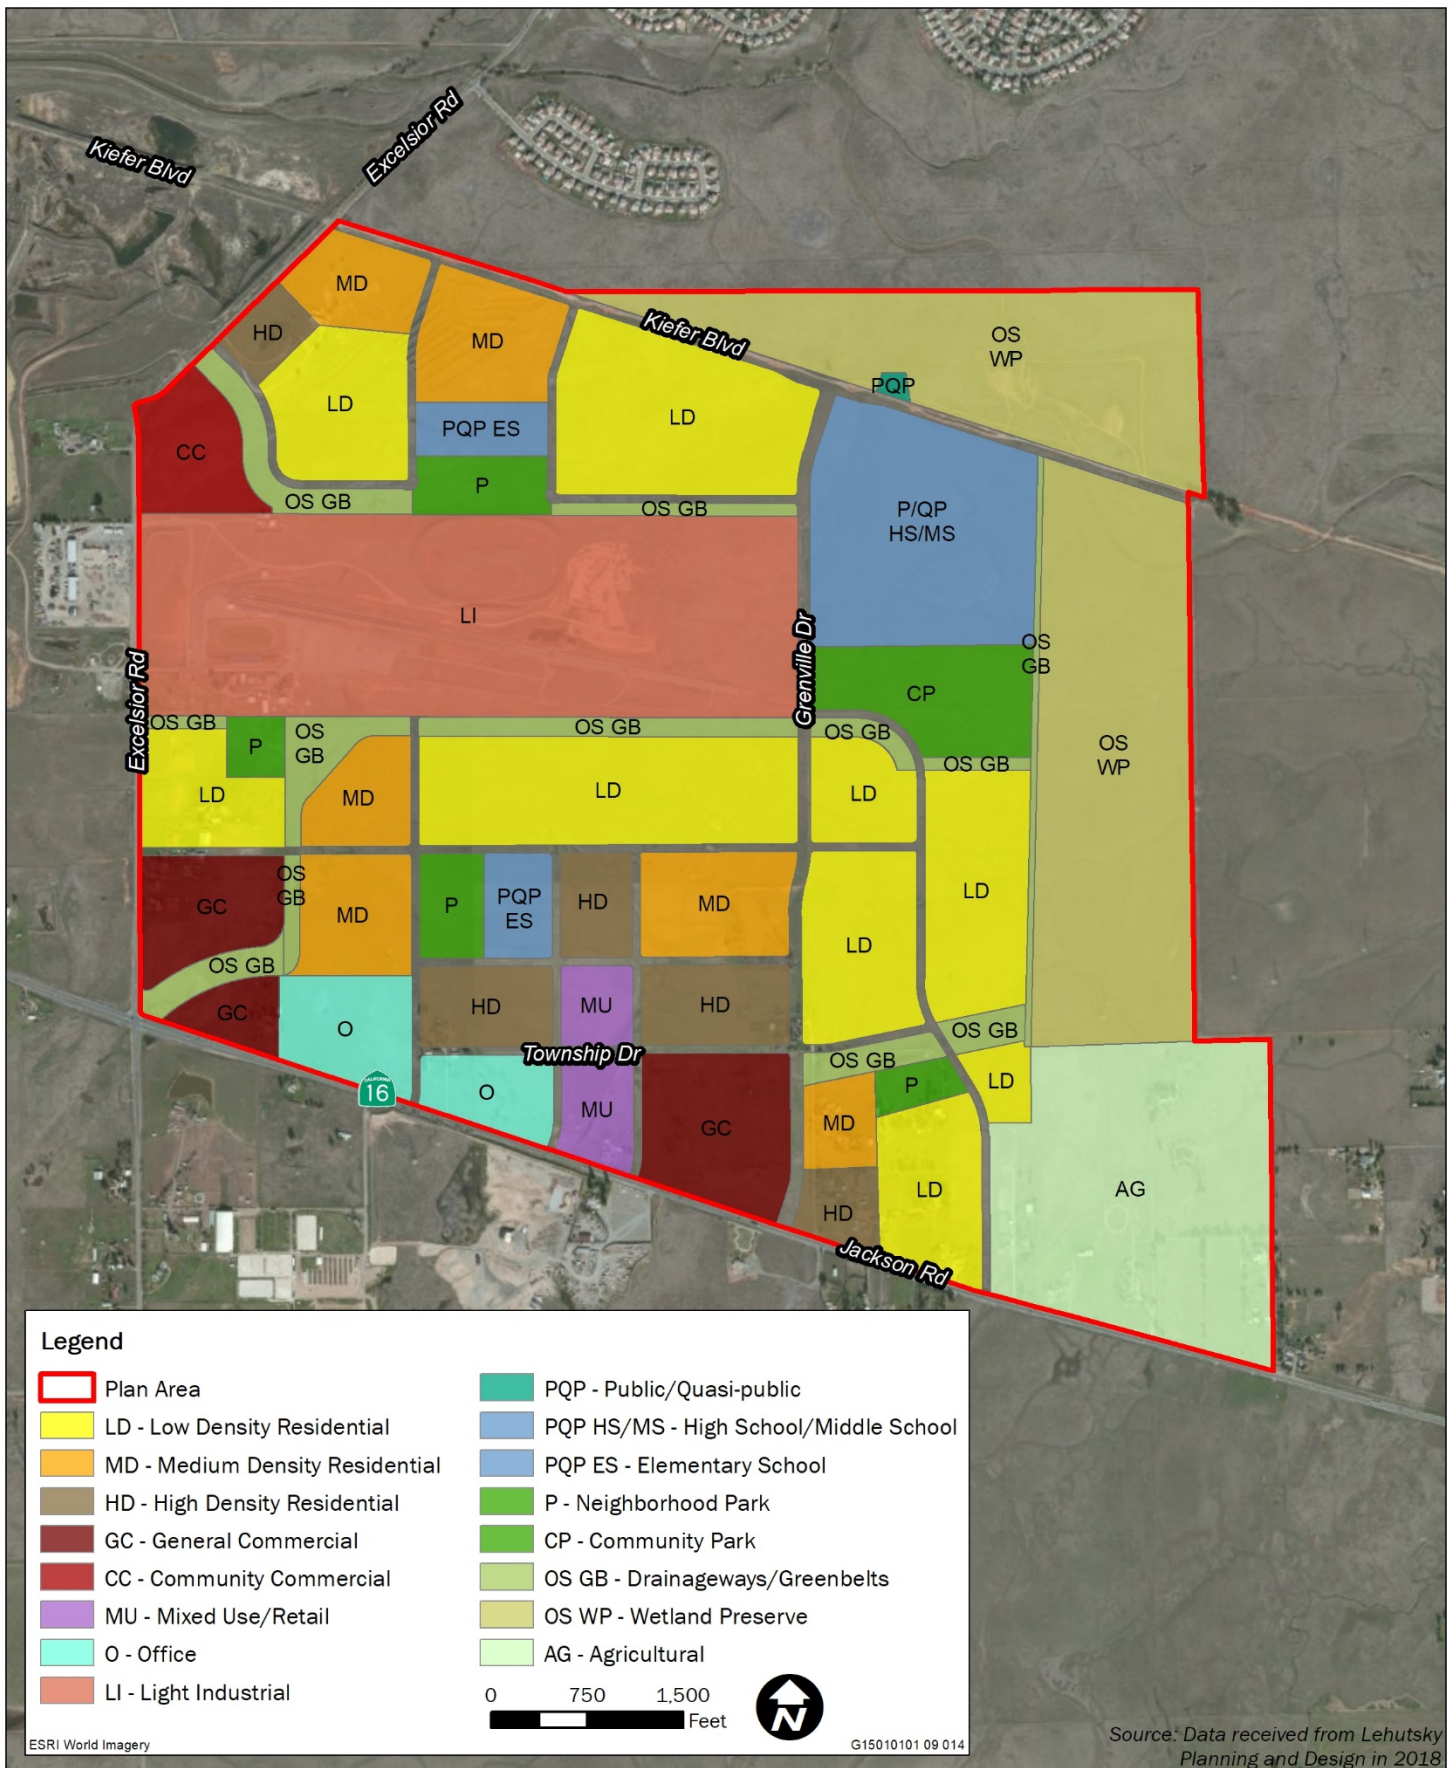 Excelsior Rd
Kiefer Blvd
MD
HD
MD
Kiefer Blvd
OS
WP
PQP
LD
LD
PQP ES
CC
P
OS GB
OS GB
P/QP
HS/MS
LI
Grenville Dr
OS
GB
Excelsior Rd
CP
OS GB
P
OS
GB
OS GB
OS GB
OS GB
OS
WP
LD
MD
LD
LD
LD
GC
OS
GB
MD
P
PQP
ES
HD
MD
LD
OS GB
GC
O
HD
MU
HD
OS GB
Township Dr
OS GB
CALIFORNIA
16
O
MU
GC
MD
P
LD
HD
LD
AG
Jackson Rd
Legend
Plan Area
LD - Low Density Residential
MD - Medium Density Residential
HD - High Density Residential
GC - General Commercial
CC - Community Commercial
MU - Mixed Use/Retail
O - Office
LI - Light Industrial
PQP - Public/Quasi-public
PQP HS/MS - High School/Middle School
PQP ES - Elementary School
P - Neighborhood Park
CP - Community Park
OS GB - Drainageways/Greenbelts
OS WP - Wetland Preserve
AG - Agricultural
0 750 1,500
Feet
N
ESRI World Imagery
G15010101 09 014
Source: Data received from Lehutsky
Planning and Design in 2018